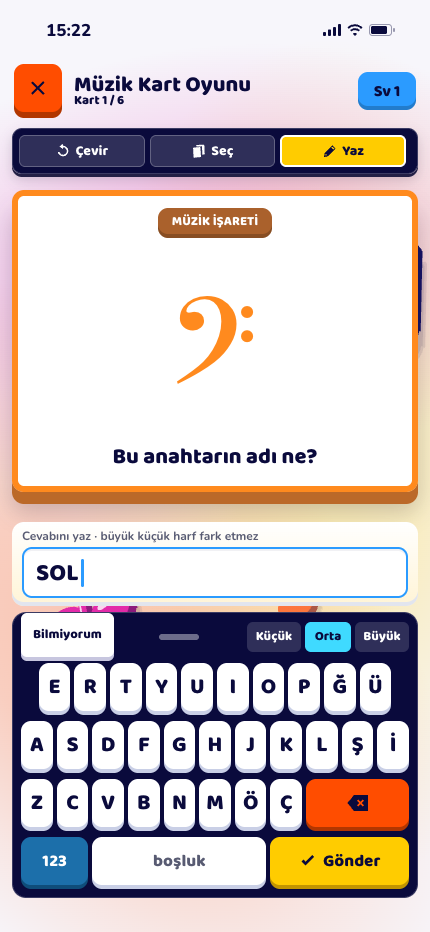 15:22
Müzik Kart Oyunu
Kart 1 / 6
Sv 1
Çevir
Seç
Yaz
MÜZİK İŞARETİ
Bu anahtarın adı ne?
Cevabını yaz · büyük küçük harf fark etmez
SOL
Bilmiyorum
Küçük
Orta
Büyük
E R T Y U I O P Ğ Ü
A S D F G H J K L Ş İ
Z C V B N M Ö Ç
123
boşluk
Gönder